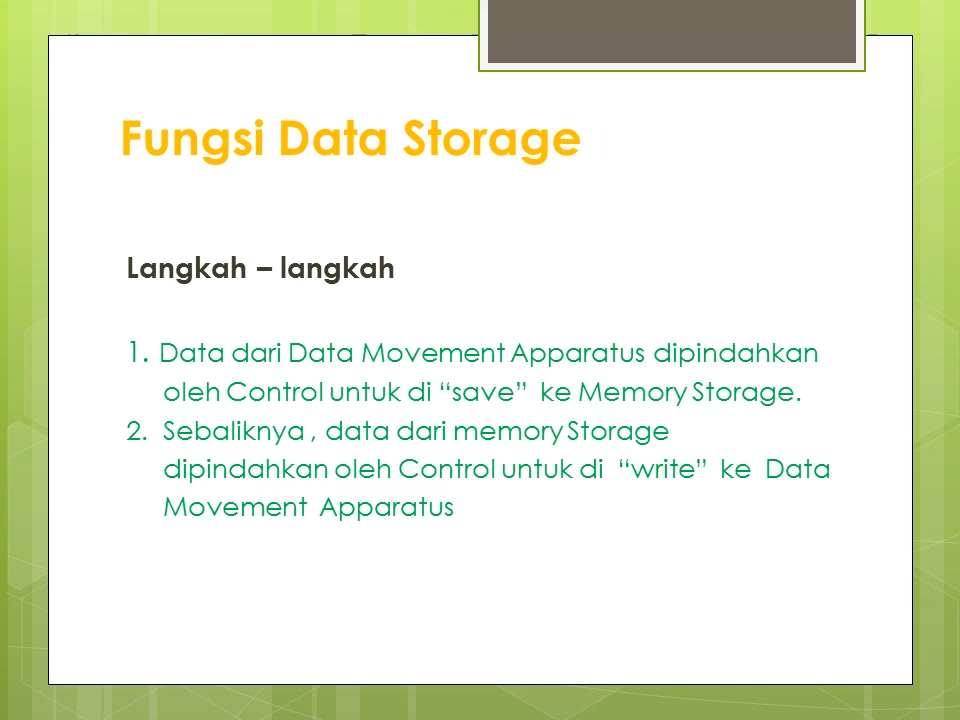 Fungsi Data Storage
Langkah – langkah
1. Data dari Data Movement Apparatus dipindahkan
oleh Control untuk di “save” ke Memory Storage.
2. Sebaliknya , data dari memory Storage
dipindahkan oleh Control untuk di “write” ke Data
Movement Apparatus